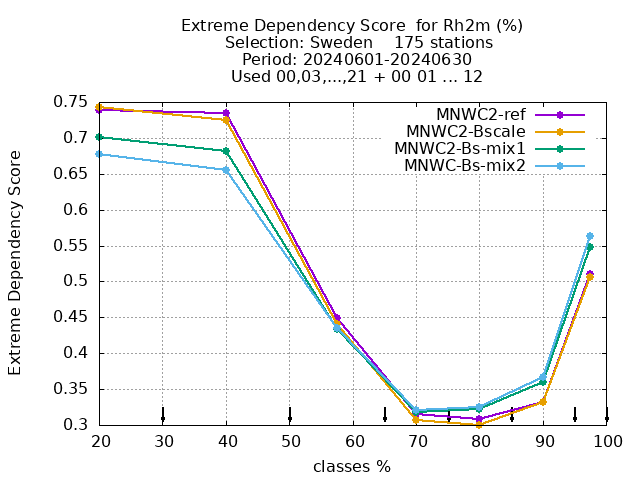 Extreme Dependency Score  for Rh2m (%)
Selection: Sweden    175 stations
Period: 20240601-20240630
Used 00,03,...,21 + 00 01 ... 12
MNWC2-ref
MNWC2-Bscale
MNWC2-Bs-mix1
MNWC-Bs-mix2
Extreme Dependency Score
0.75
0.7
0.65
0.6
0.55
0.5
0.45
0.4
0.35
0.3
20 30 40 50 60 70 80 90 100
classes %